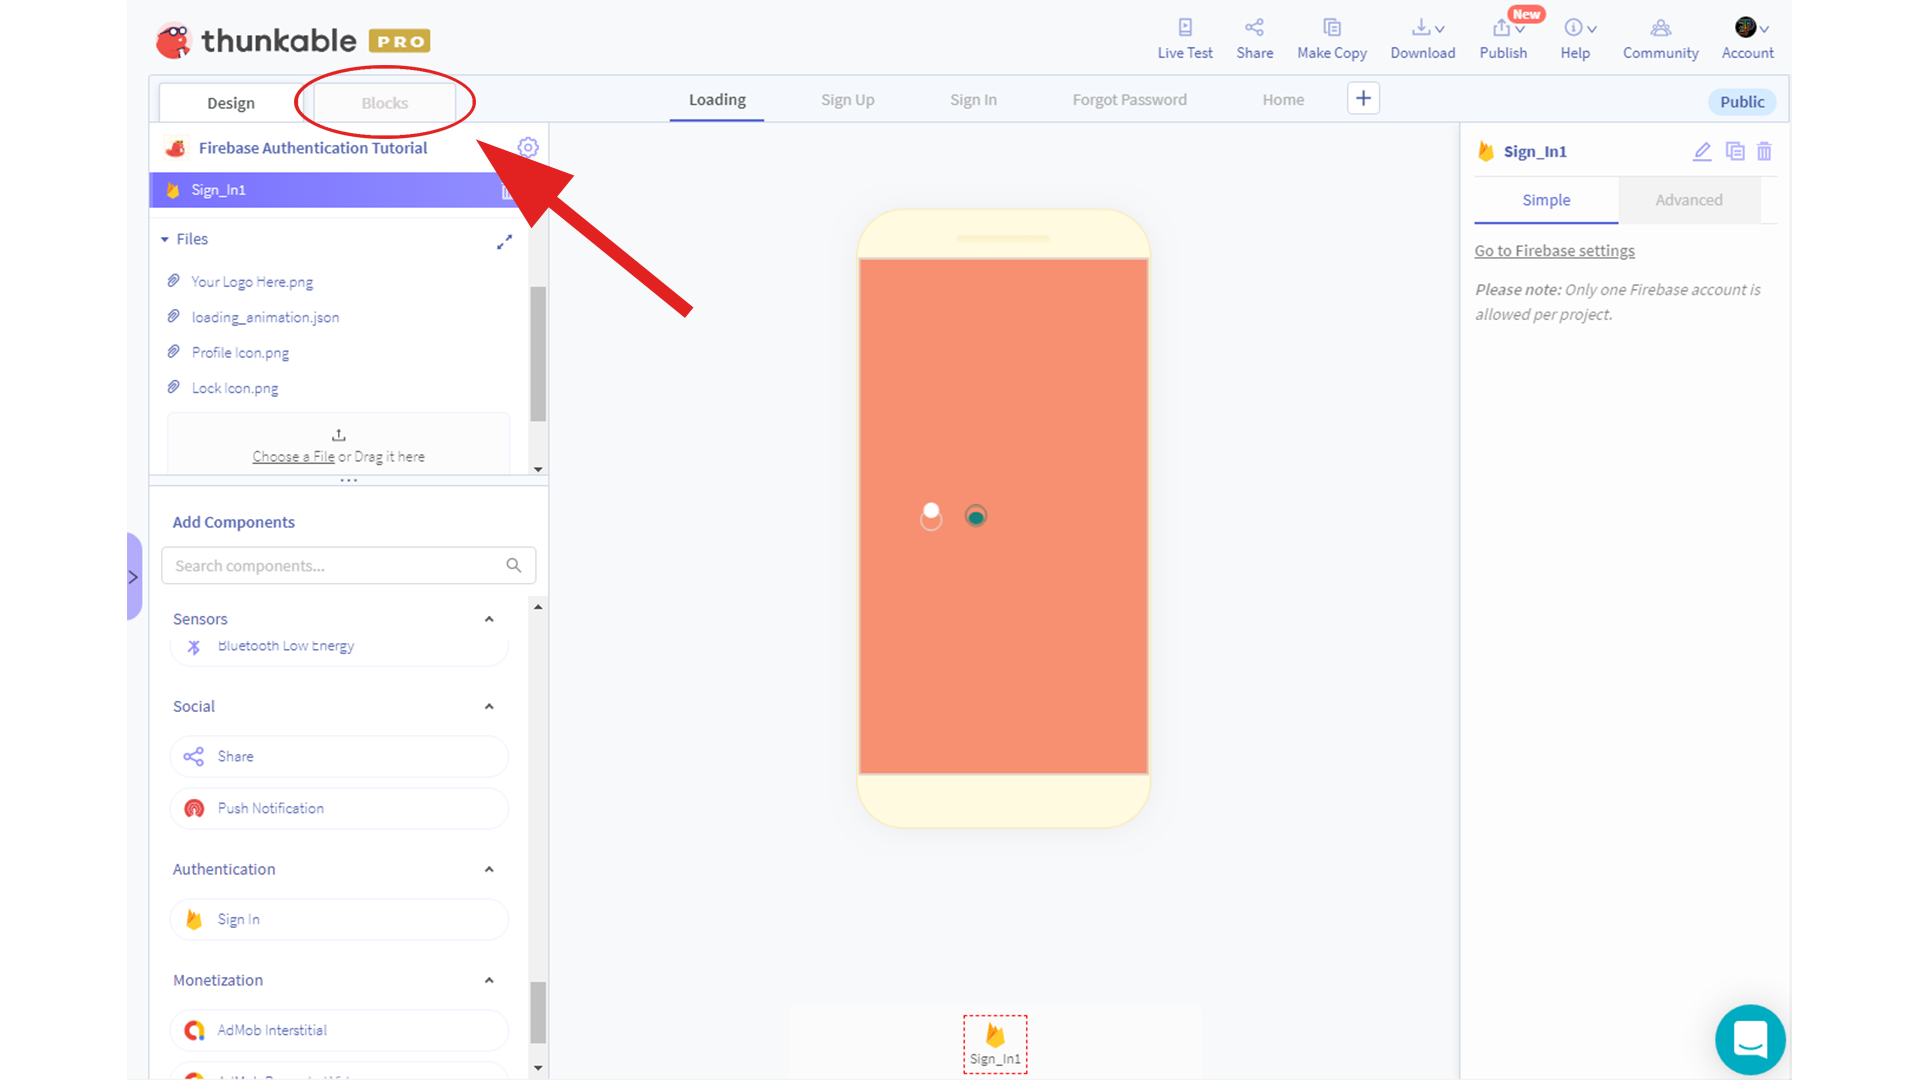 thunkable PRO
Live Test
Share
Make Copy
Download
New
Publish
Help
Community
Account
Design
Blocks
Loading
Sign Up
Sign In
Forgot Password
Home
Public
Firebase Authentication Tutorial
Sign_In1
Files
Your Logo Here.png
loading_animation.json
Profile Icon.png
Lock Icon.png
Choose a File or Drag it here
Add Components
Search components...
Sensors
Bluetooth Low Energy
Social
Share
Push Notification
Authentication
Sign In
Monetization
AdMob Interstitial
Sign_In1
Sign_In1
Simple
Advanced
Go to Firebase settings
Please note: Only one Firebase account is
allowed per project.